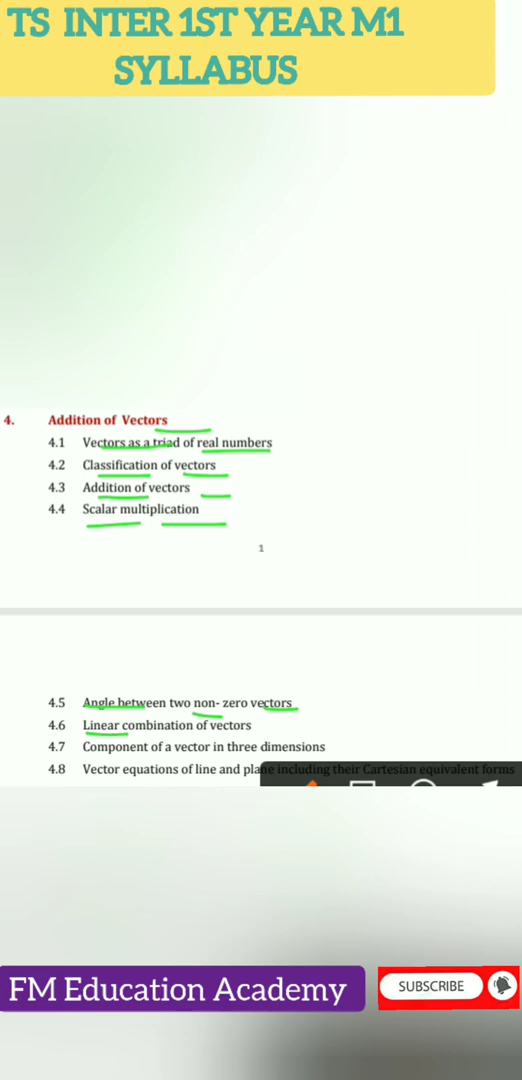 TS INTER 1ST YEAR M1
SYLLABUS
4. Addition of Vectors
4.1 Vectors as a triad of real numbers
4.2 Classification of vectors
4.3 Addition of vectors
4.4 Scalar multiplication
1
4.5 Angle between two non- zero vectors
4.6 Linear combination of vectors
4.7 Component of a vector in three dimensions
4.8 Vector equations of line and plane including their Cartesian equivalent forms
FM Education Academy
SUBSCRIBE